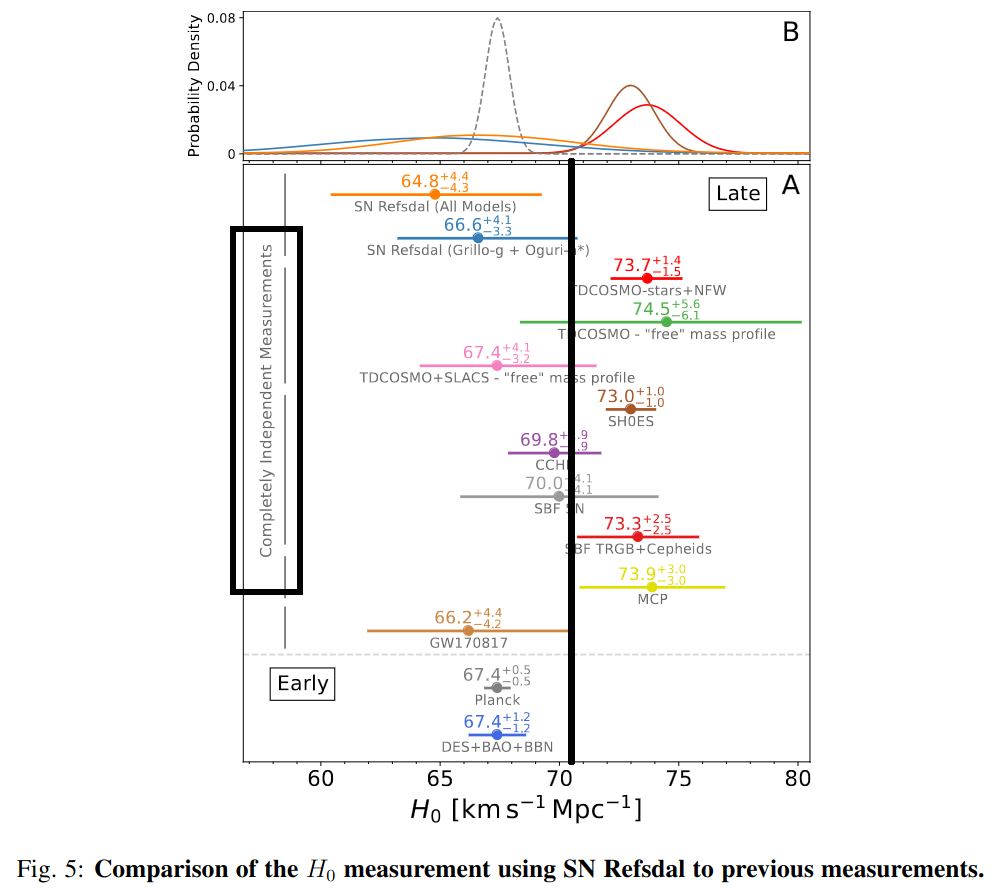 B
Probability Density
0.08
0.04
0
A
Late
64.8+4.4−4.3
SN Refsdal (All Models)
66.6+4.1−3.3
SN Refsdal (Grillo-g + Oguri-*)
73.7+1.4−1.5
TDCOSMO-stars+NFW
74.5+5.6−6.1
TDCOSMO - "free" mass profile
67.4+4.1−3.2
TDCOSMO+SLACS - "free" mass profile
73.0+1.0−1.0
SH0ES
69.8
CCH
70.0
SBF SN
73.3+2.5−2.5
SBF TRGB+Cepheids
73.9+3.0−3.0
MCP
66.2+4.4−4.2
GW170817
Completely Independent Measurements
Early
67.4+0.5−0.5
Planck
67.4+1.2−1.2
DES+BAO+BBN
60 65 70 75 80
H0 [km s−1 Mpc−1]
Fig. 5: Comparison of the H0 measurement using SN Refsdal to previous measurements.